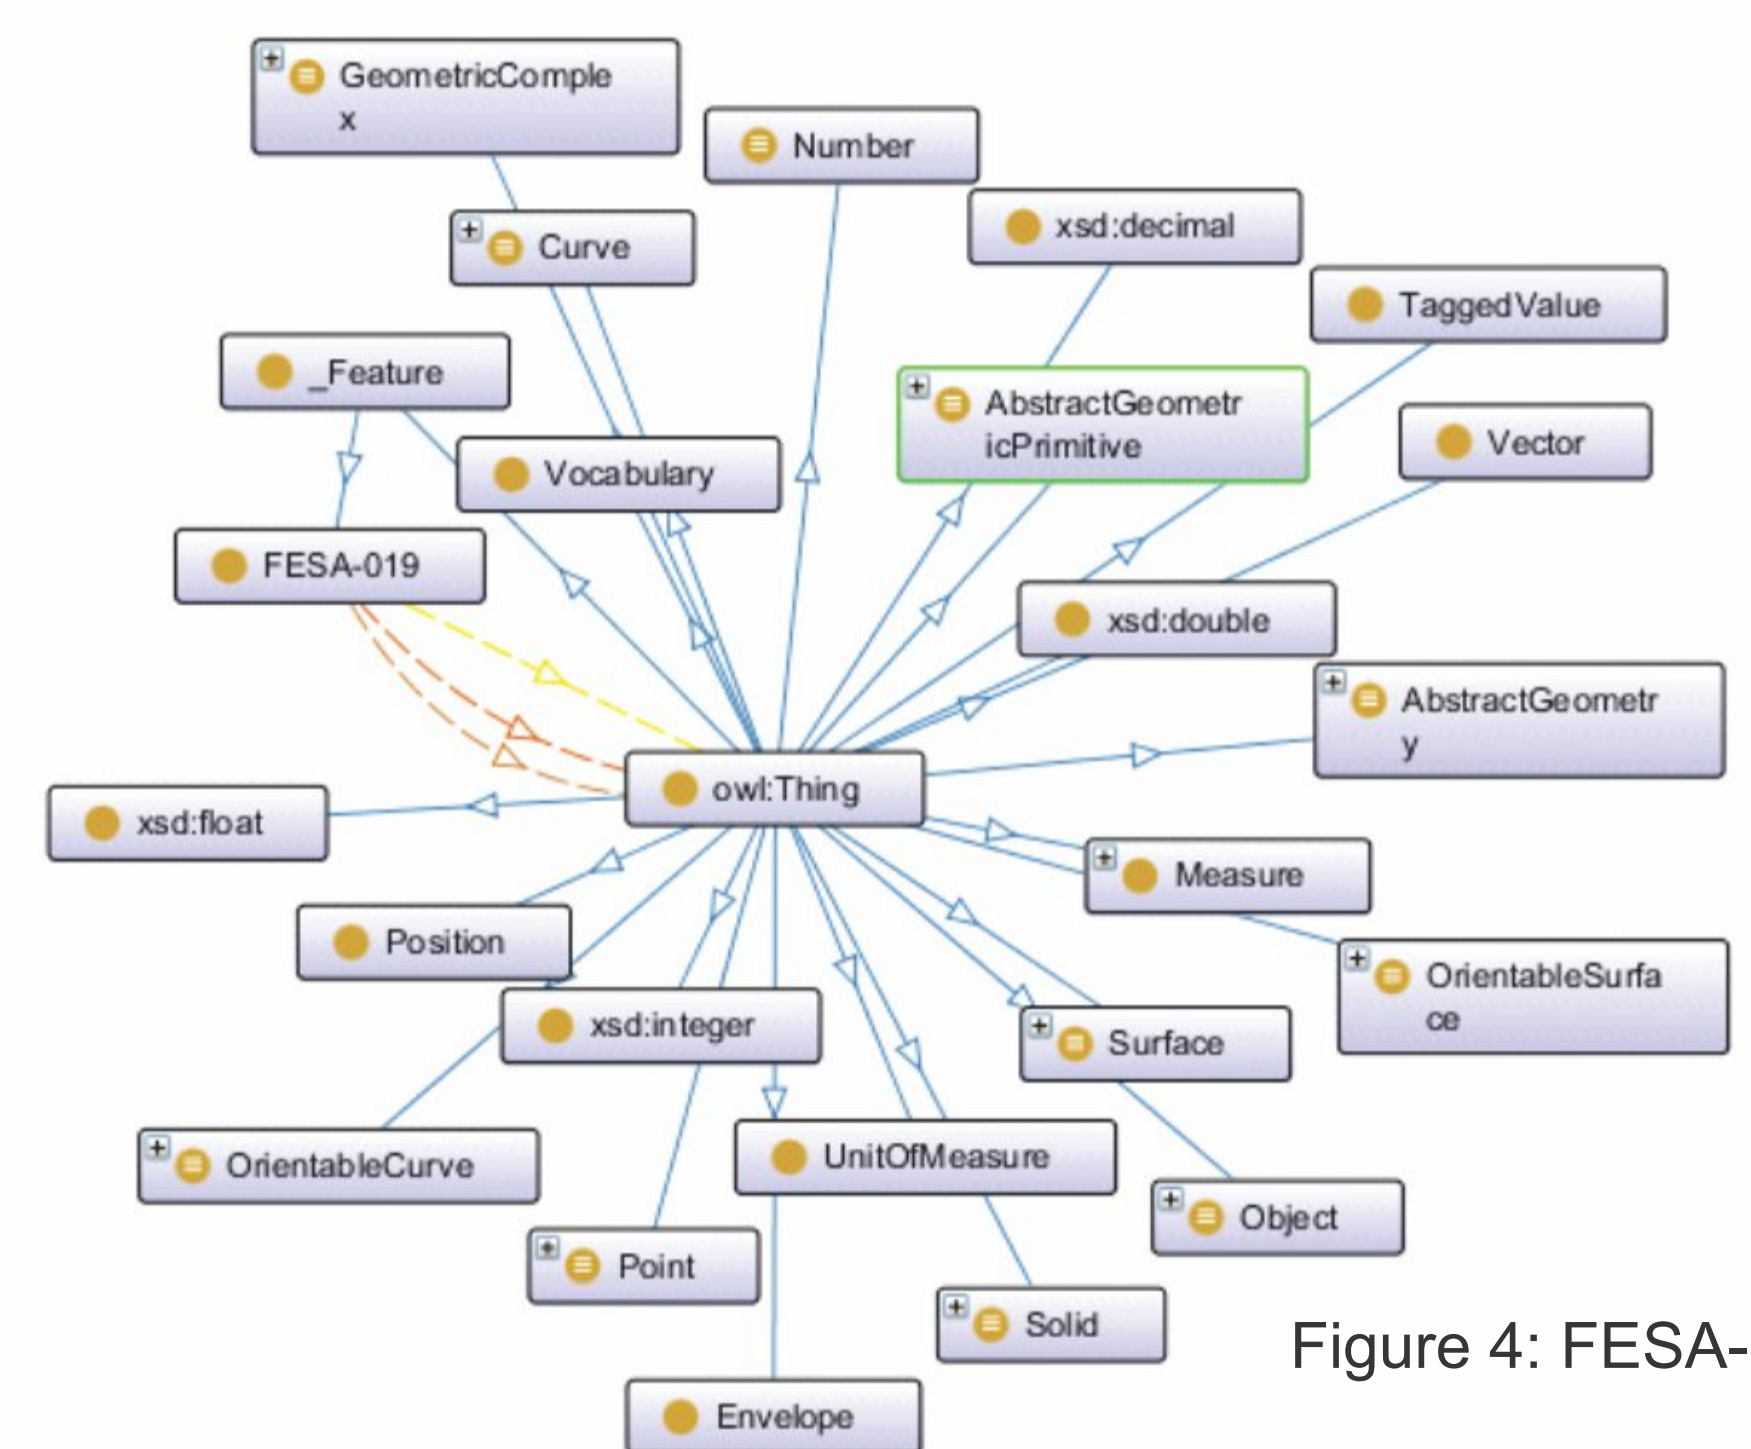 GeometricComple
x
Number
xsd:decimal
Curve
TaggedValue
_Feature
AbstractGeometr
icPrimitive
Vector
Vocabulary
FESA-019
xsd:double
AbstractGeometr
y
owl:Thing
xsd:float
Measure
Position
OrientableSurfa
ce
xsd:integer
Surface
OrientableCurve
UnitOfMeasure
Object
Point
Solid
Figure 4: FESA-
Envelope